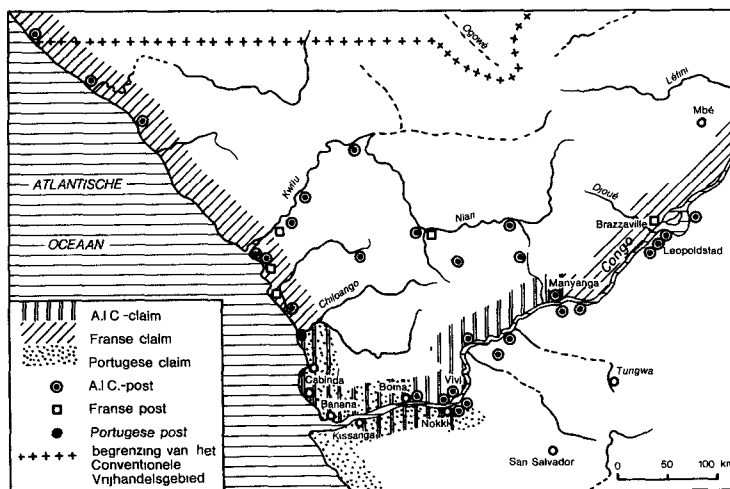 Ogowé
Léfini
Mbé
Kwilu
ATLANTISCHE
Djoué
Niari
Brazzaville
OCEAAN
Congo
Leopoldstad
Manyanga
Chiloango
A.I.C-claim
Franse claim
Portugese claim
Tungwa
Cabinda
Vivi
Boma
A.I.C.-post
Banana
Nokki
Franse post
Kissanga
Portugese post
begrenzing van het
Conventionele
Vrijhandelsgebied
San Salvador
0 50 100 km